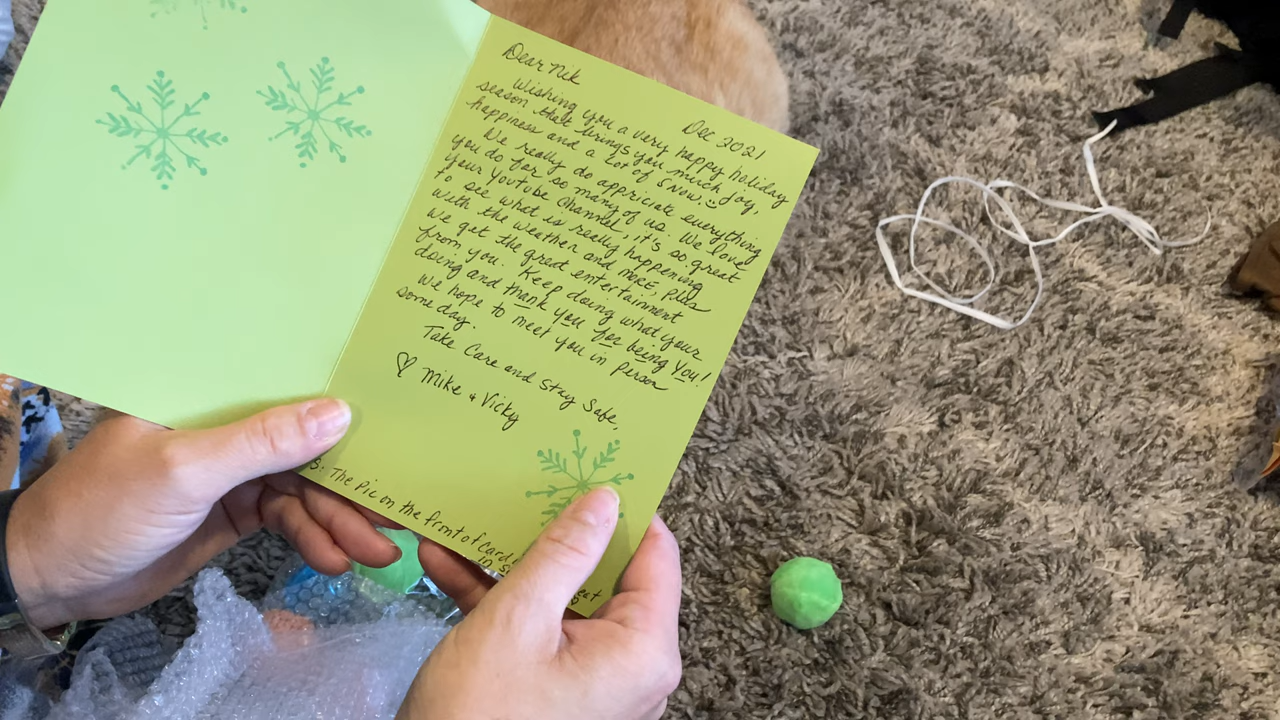 Dec 2021
Dear Nik
Wishing you a very happy holiday
season that brings you much joy,
happiness and a lot of snow. :)
We really do appriciate everything
you do for so many of us. We love
your Youtube Channel, it's so great
to see what is really happening
with the weather and more, plus
we get the great entertainment
from you. Keep doing what your
doing and thank you for being You!
We hope to meet you in person
some day.
Take Care and Stay Safe,
♡ Mike + Vicky
S: The Pic on the front of Card
in
eat